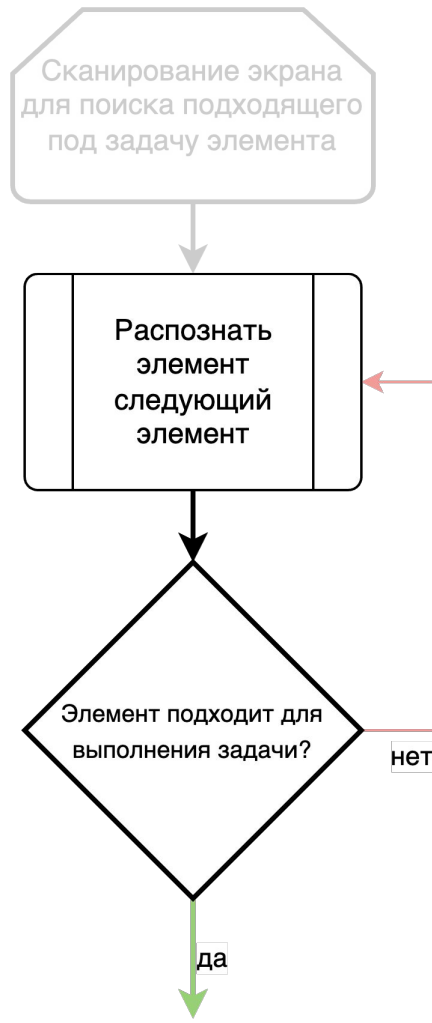 Сканирование экрана
для поиска подходящего
под задачу элемента
Распознать
элемент
следующий
элемент
Элемент подходит для
выполнения задачи?
нет
да